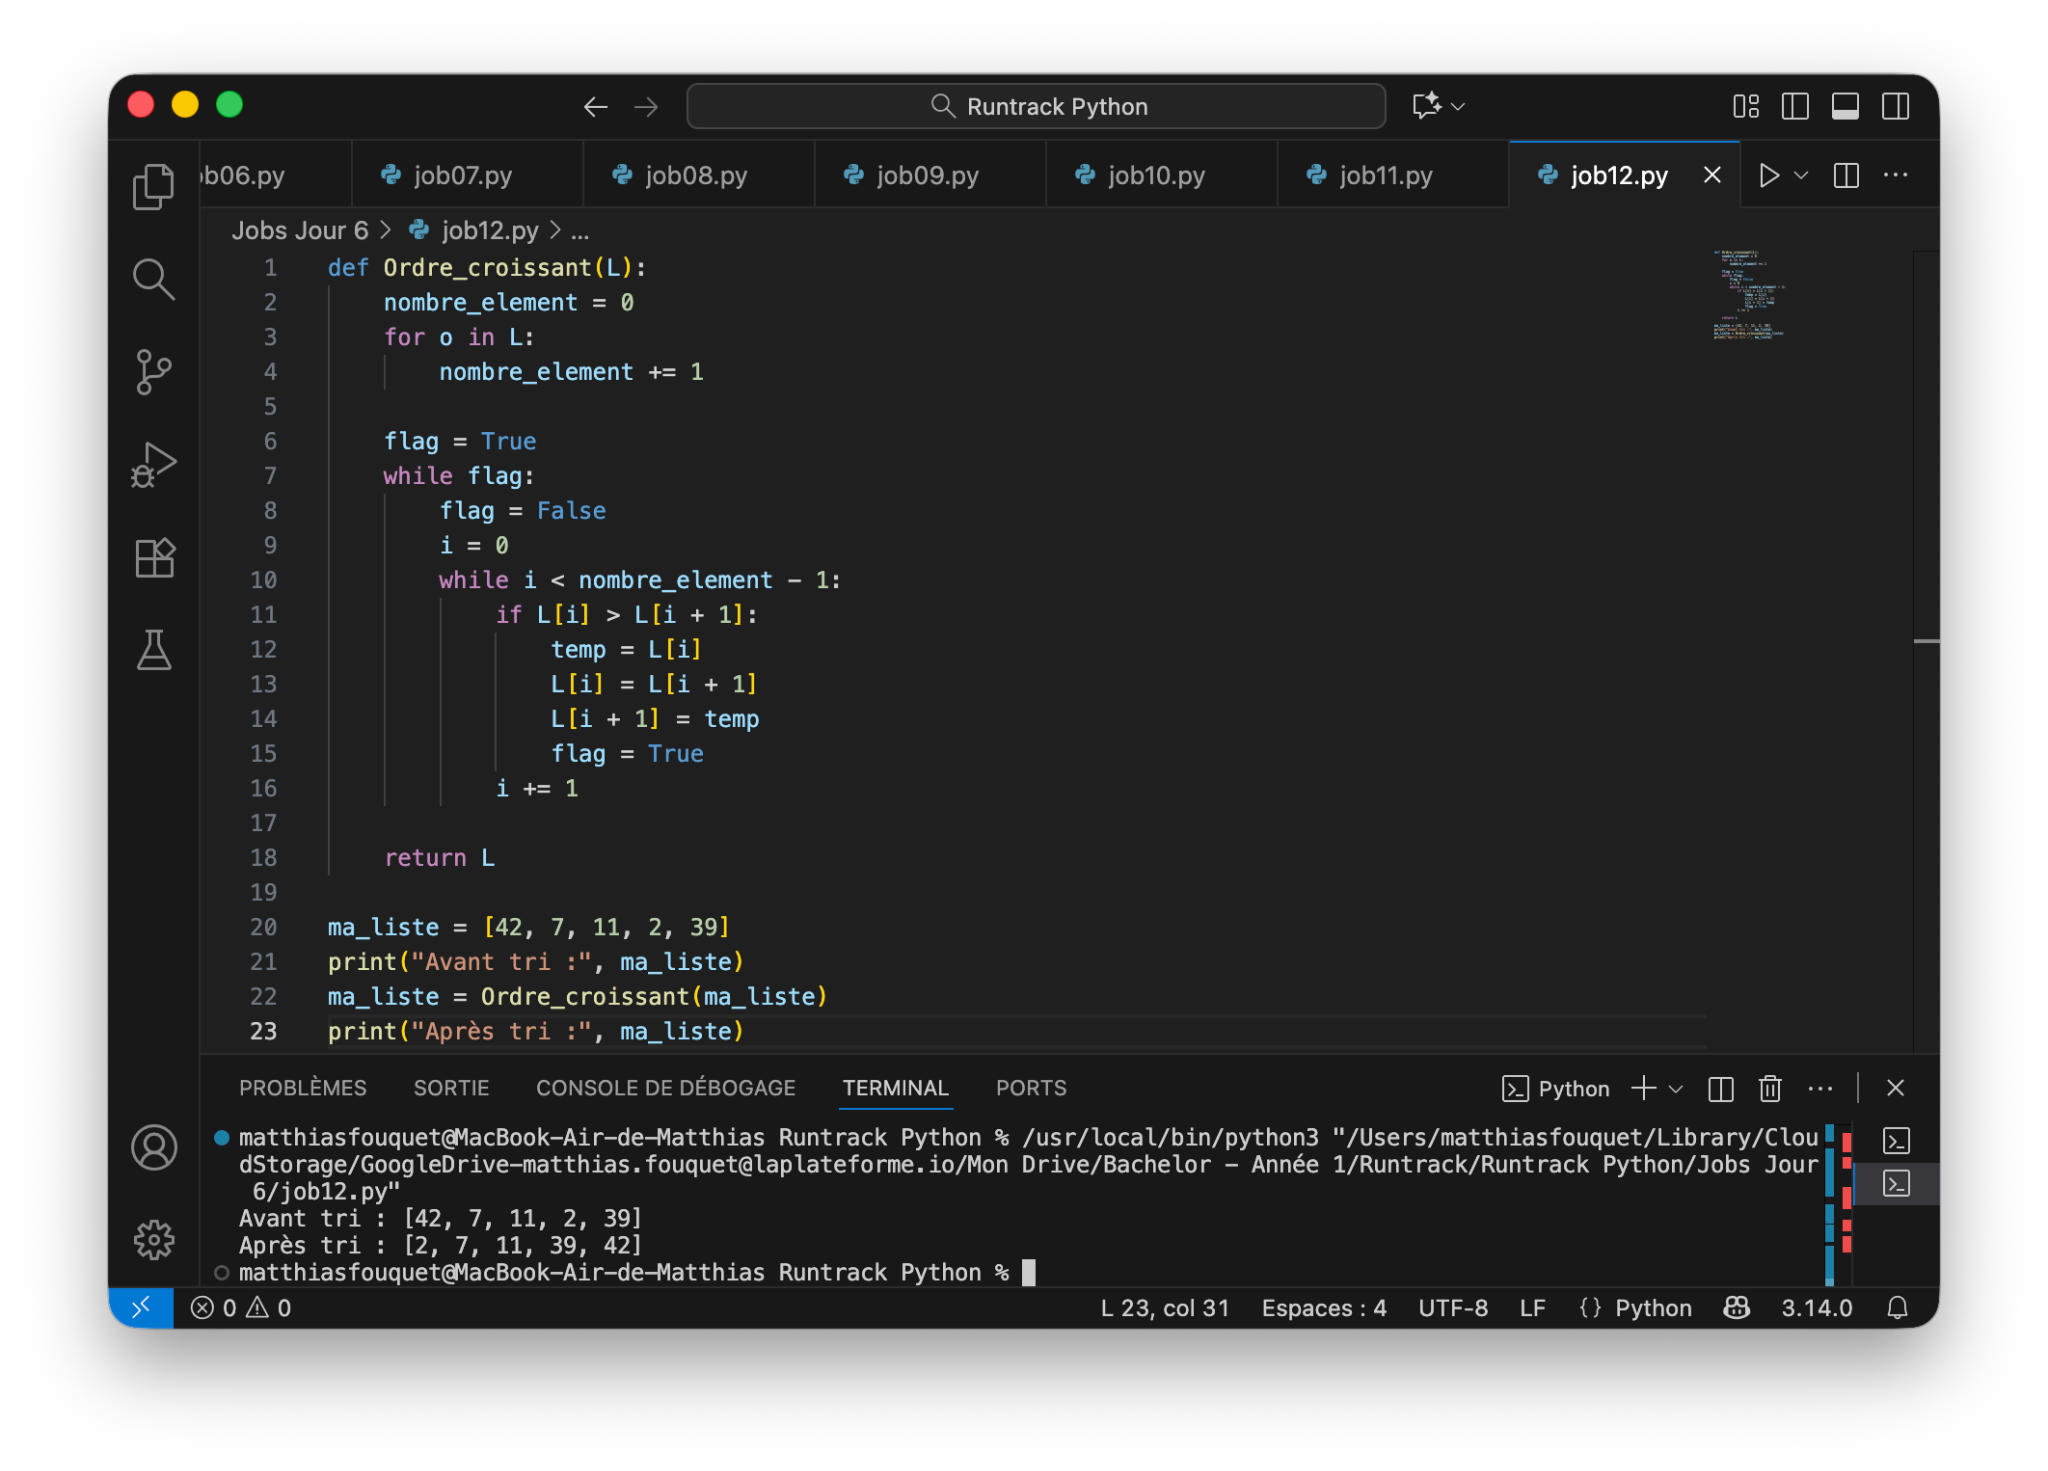 Runtrack Python
b06.py
job07.py
job08.py
job09.py
job10.py
job11.py
job12.py
Jobs Jour 6 > job12.py > ...
1 def Ordre_croissant(L):
2     nombre_element = 0
3     for o in L:
4         nombre_element += 1
5
6     flag = True
7     while flag:
8         flag = False
9         i = 0
10         while i < nombre_element - 1:
11             if L[i] > L[i + 1]:
12                 temp = L[i]
13                 L[i] = L[i + 1]
14                 L[i + 1] = temp
15                 flag = True
16             i += 1
17
18     return L
19
20 ma_liste = [42, 7, 11, 2, 39]
21 print("Avant tri :", ma_liste)
22 ma_liste = Ordre_croissant(ma_liste)
23 print("Après tri :", ma_liste)
PROBLÈMES SORTIE CONSOLE DE DÉBOGAGE TERMINAL PORTS Python
matthiasfouquet@MacBook-Air-de-Matthias Runtrack Python % /usr/local/bin/python3 "/Users/matthiasfouquet/Library/Clou
dStorage/GoogleDrive-matthias.fouquet@laplateforme.io/Mon Drive/Bachelor - Année 1/Runtrack/Runtrack Python/Jobs Jour
6/job12.py"
Avant tri : [42, 7, 11, 2, 39]
Après tri : [2, 7, 11, 39, 42]
matthiasfouquet@MacBook-Air-de-Matthias Runtrack Python %
0 0 L 23, col 31 Espaces : 4 UTF-8 LF {} Python 3.14.0